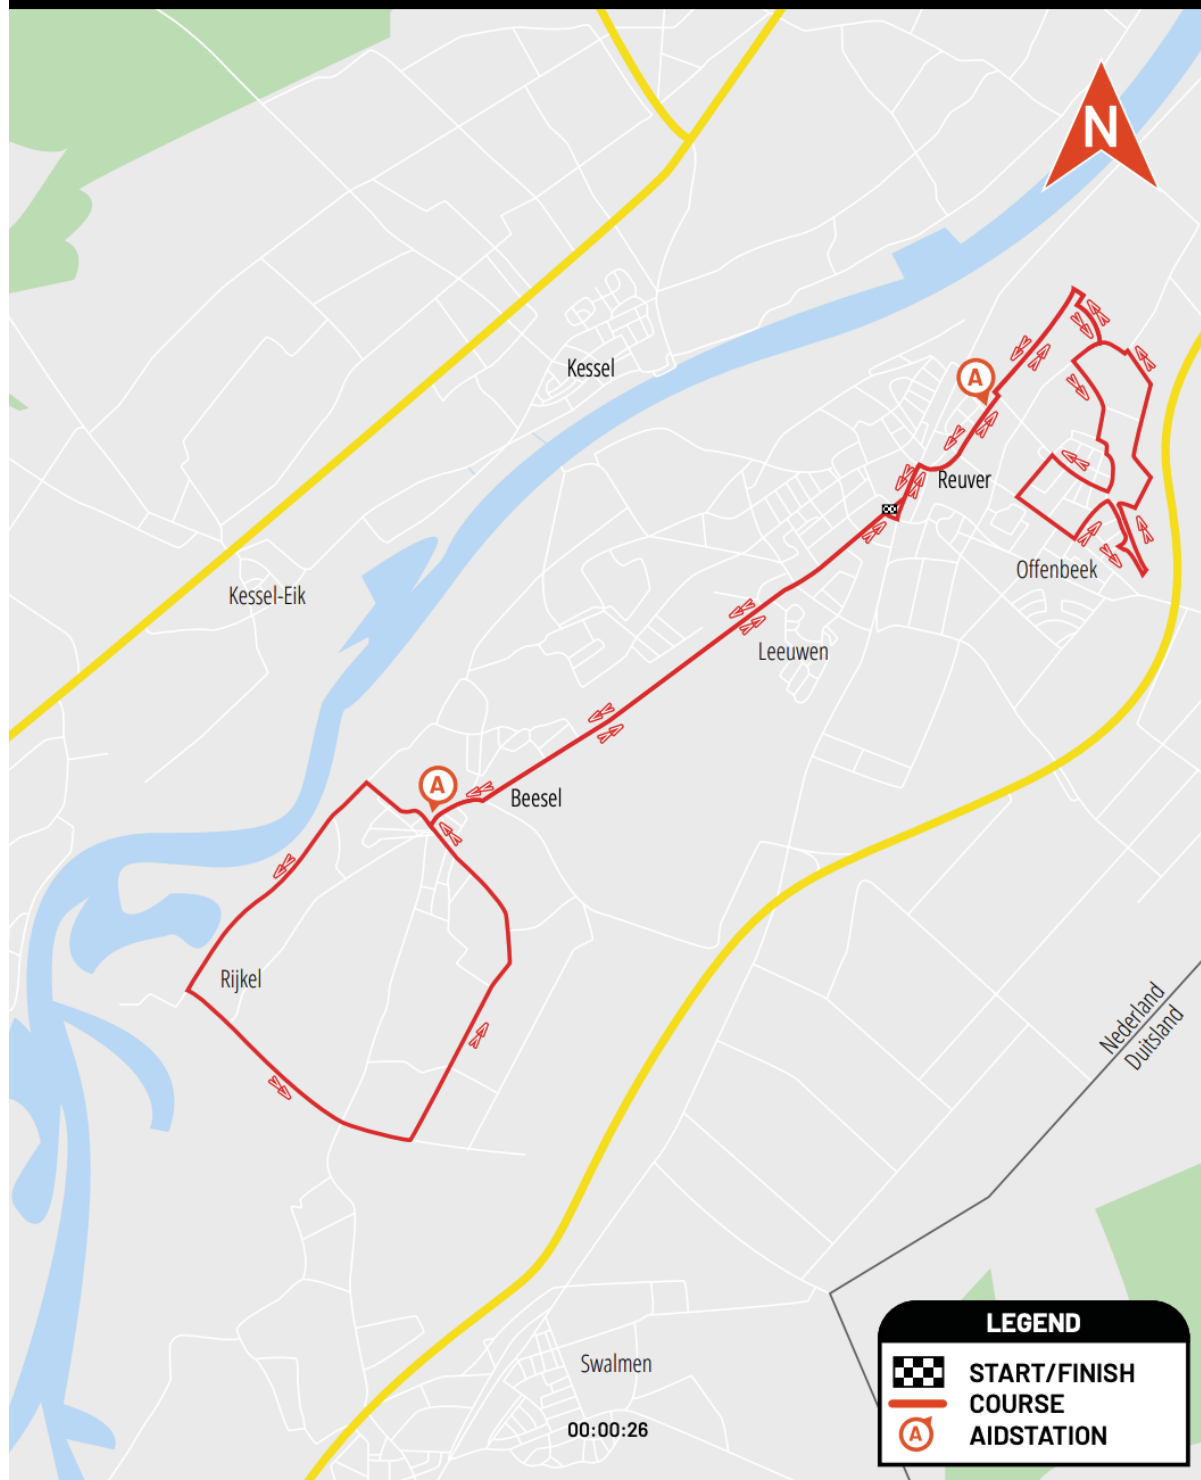 N
Kessel
A
Reuver
Offenbeek
Kessel-Eik
Leeuwen
A
Beesel
Rijkel
Nederland
Duitsland
Swalmen
00:00:26
LEGEND
START/FINISH
COURSE
A AIDSTATION